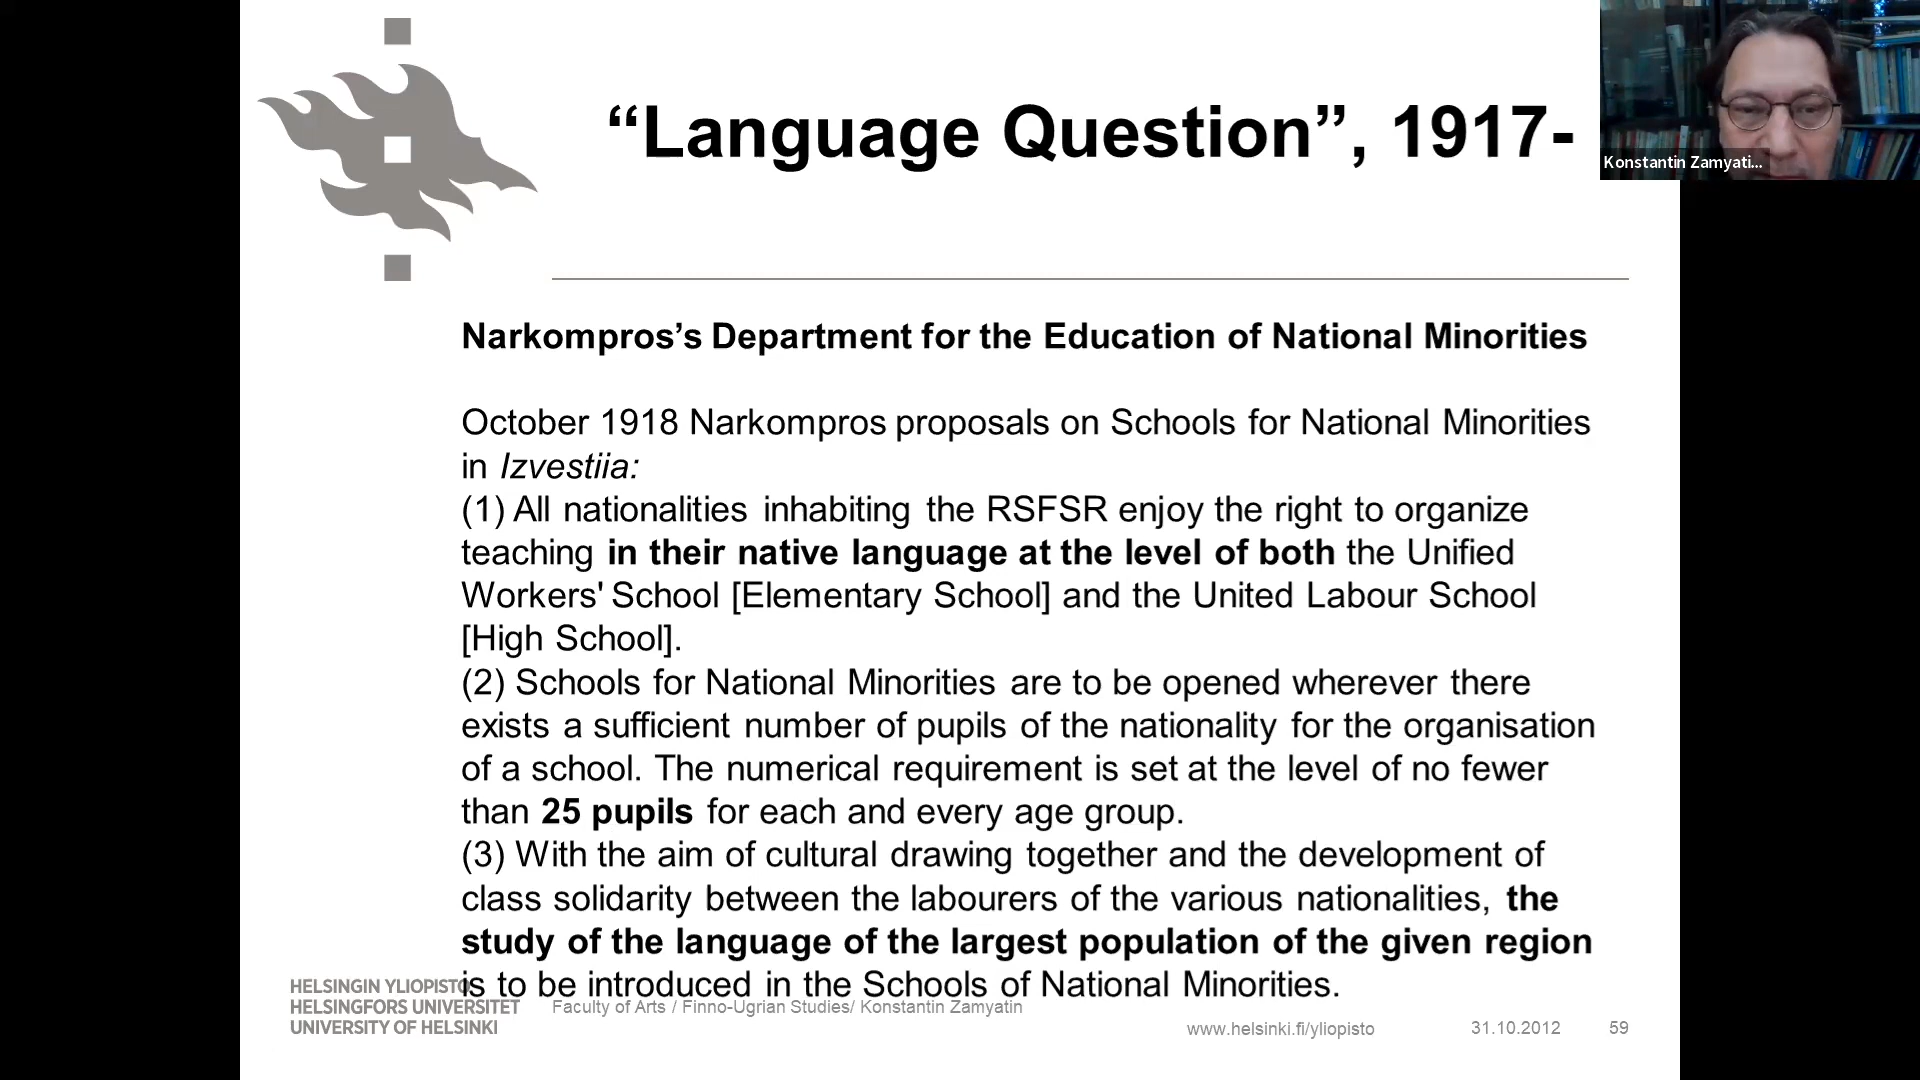 “Language Question”, 1917-
Konstantin Zamyati...
Narkompros’s Department for the Education of National Minorities
October 1918 Narkompros proposals on Schools for National Minorities
in Izvestiia:
(1) All nationalities inhabiting the RSFSR enjoy the right to organize
teaching in their native language at the level of both the Unified
Workers' School [Elementary School] and the United Labour School
[High School].
(2) Schools for National Minorities are to be opened wherever there
exists a sufficient number of pupils of the nationality for the organisation
of a school. The numerical requirement is set at the level of no fewer
than 25 pupils for each and every age group.
(3) With the aim of cultural drawing together and the development of
class solidarity between the labourers of the various nationalities, the
study of the language of the largest population of the given region
is to be introduced in the Schools of National Minorities.
HELSINGIN YLIOPISTO
HELSINGFORS UNIVERSITET
UNIVERSITY OF HELSINKI
Faculty of Arts / Finno-Ugrian Studies/ Konstantin Zamyatin
www.helsinki.fi/yliopisto
31.10.2012
59